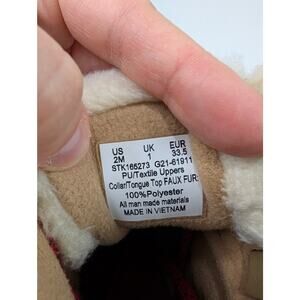 US UK EUR
2M 1 33.5
STK165273 G21-61911
PU/Textile Uppers
Collar/Tongue Top FAUX FUR:
100%Polyester
All man made materials
MADE IN VIETNAM